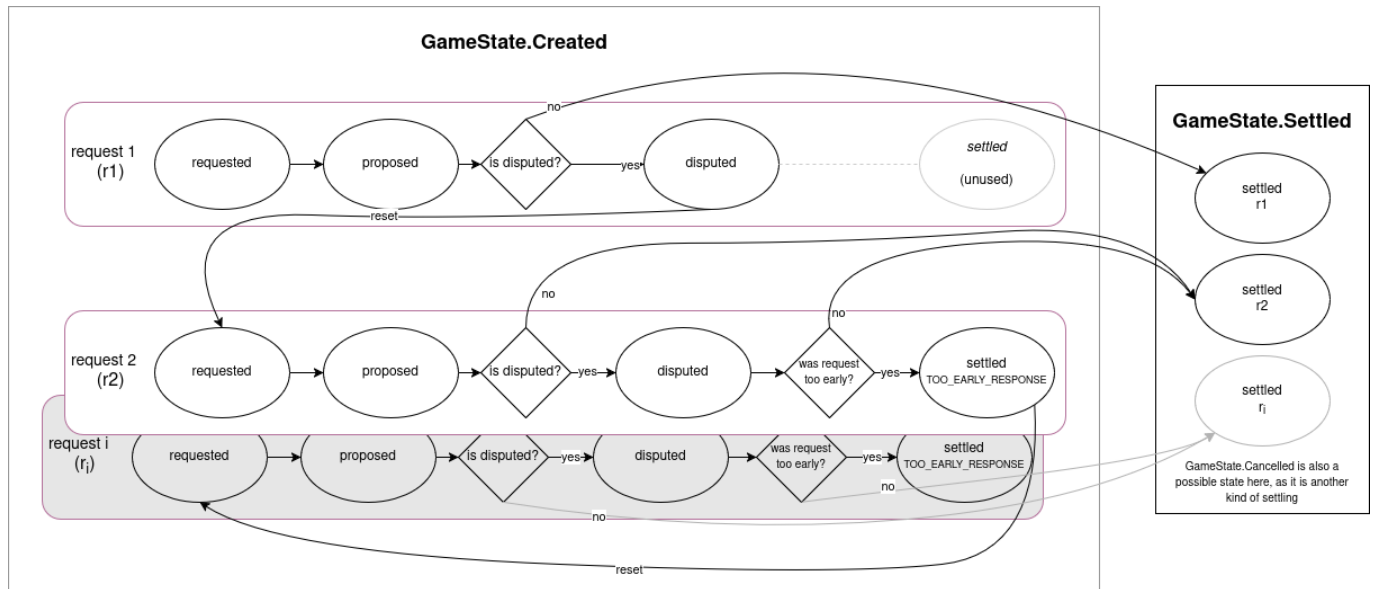 GameState.Created
request 1
(r1)
requested
proposed
is disputed?
no
yes
disputed
settled
(unused)
reset
GameState.Settled
settled
r1
settled
r2
settled
ri
GameState.Cancelled is also a
possible state here, as it is another
kind of settling
request 2
(r2)
requested
proposed
is disputed?
no
yes
disputed
was request
too early?
no
yes
settled
TOO_EARLY_RESPONSE
request i
(ri)
requested
proposed
is disputed?
yes
disputed
was request
too early?
yes
settled
TOO_EARLY_RESPONSE
no
no
reset